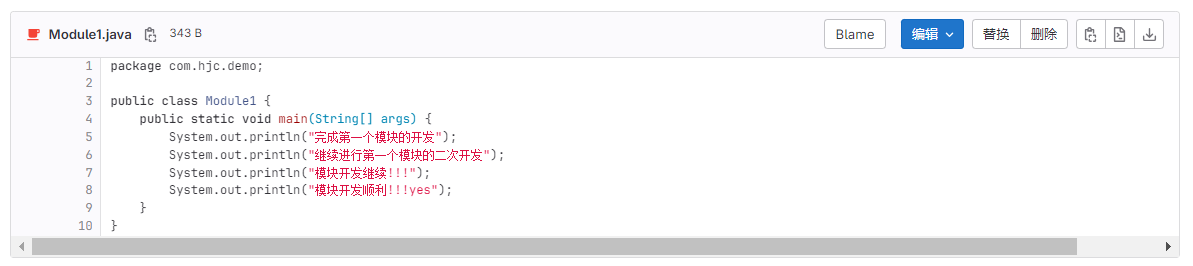 Module1.java 343 B Blame 编辑 替换 删除
1 package com.hjc.demo;
2
3 public class Module1 {
4     public static void main(String[] args) {
5         System.out.println("完成第一个模块的开发");
6         System.out.println("继续进行第一个模块的二次开发");
7         System.out.println("模块开发继续!!!");
8         System.out.println("模块开发顺利!!!yes");
9     }
10 }